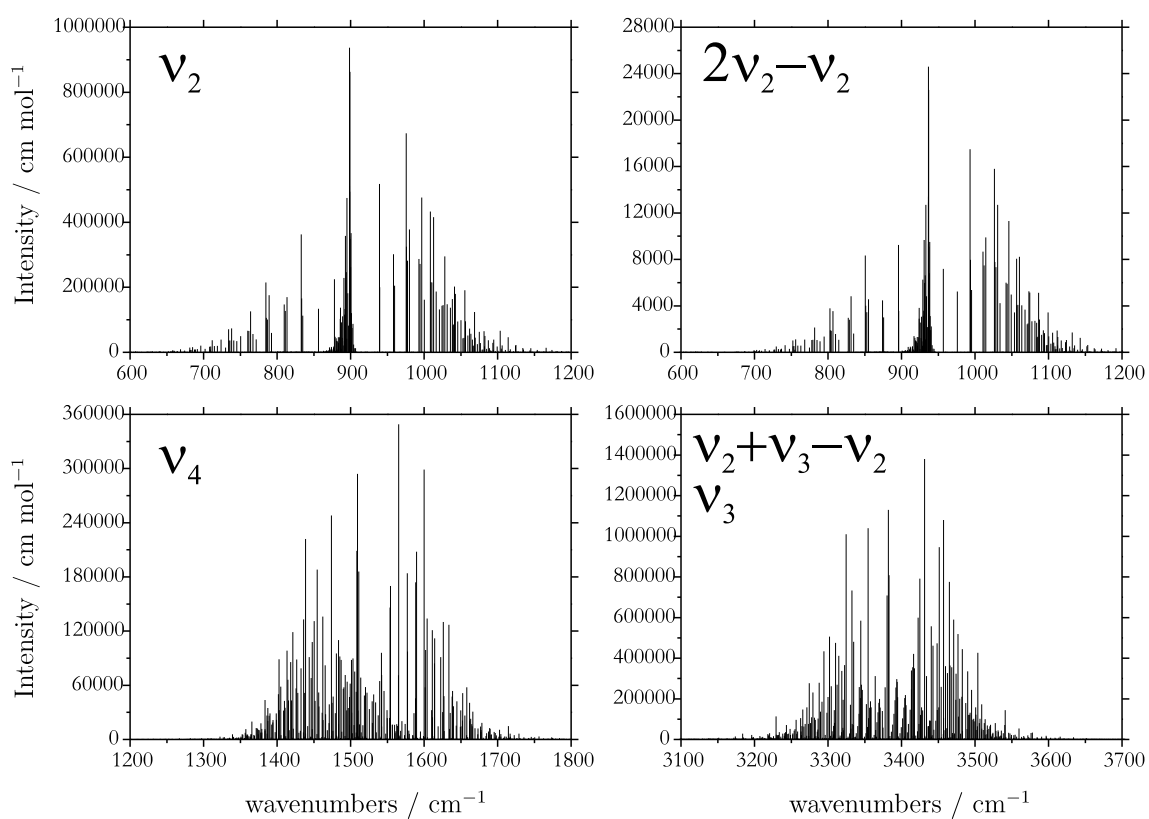 ν₂
1000000
800000
600000
400000
200000
0
600 700 800 900 1000 1100 1200
Intensity / cm mol⁻¹
2ν₂−ν₂
28000
24000
20000
16000
12000
8000
4000
0
600 700 800 900 1000 1100 1200
ν₄
360000
300000
240000
180000
120000
60000
0
1200 1300 1400 1500 1600 1700 1800
Intensity / cm mol⁻¹
wavenumbers / cm⁻¹
ν₂+ν₃−ν₂
ν₃
1600000
1400000
1200000
1000000
800000
600000
400000
200000
0
3100 3200 3300 3400 3500 3600 3700
wavenumbers / cm⁻¹